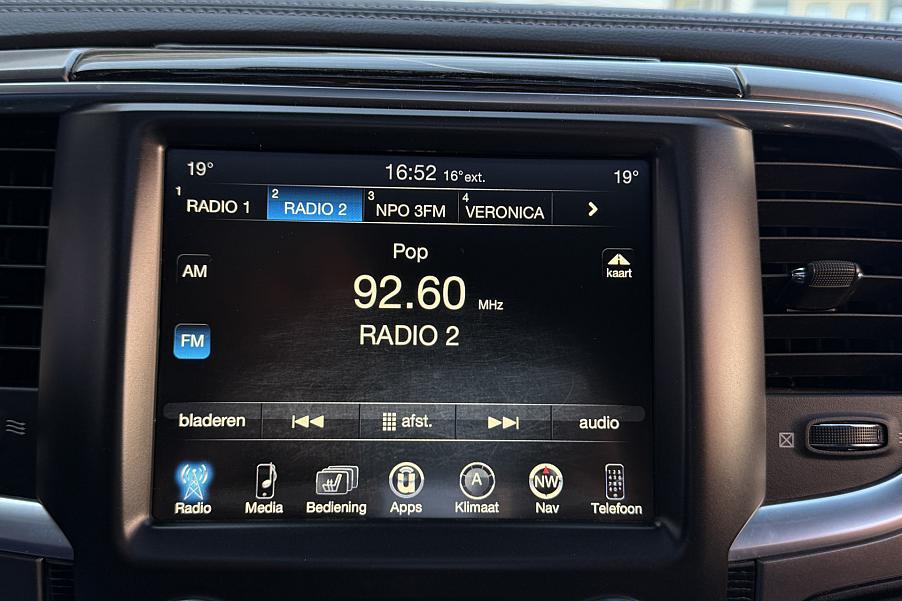 19° 16:52 16°ext. 19°
1 RADIO 1 2 RADIO 2 3 NPO 3FM 4 VERONICA
Pop
AM
kaart
92.60 MHz
RADIO 2
FM
bladeren afst. audio
A NW
Radio Media Bediening Apps Klimaat Nav Telefoon